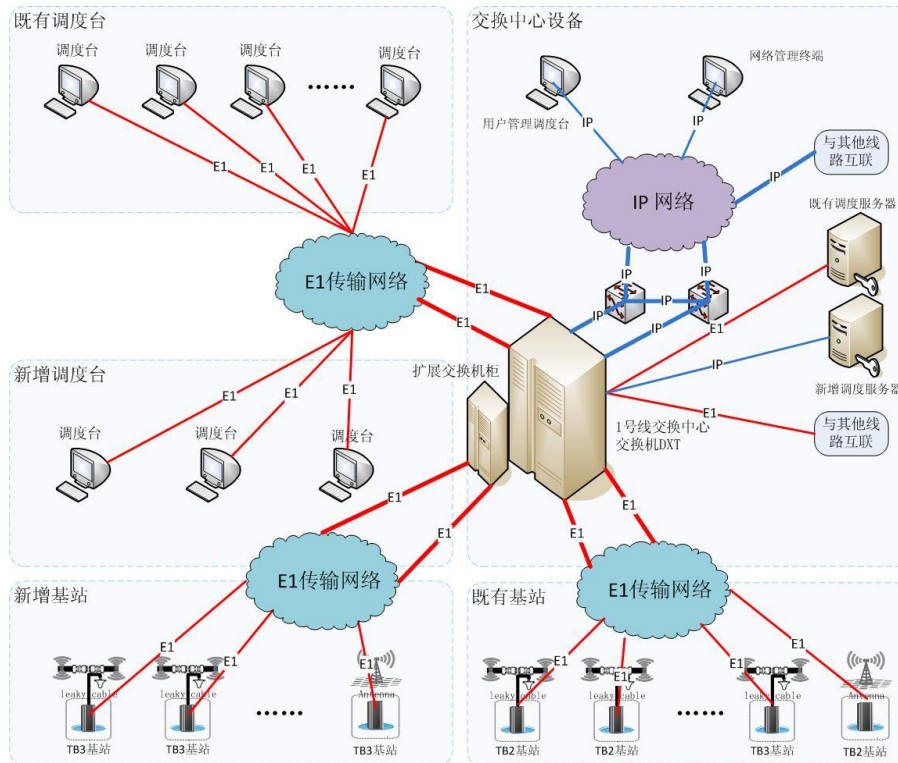 既有调度台
调度台
调度台
调度台
调度台
······
E1
E1
E1
E1
E1传输网络
E1
E1
新增调度台
E1
E1
E1
调度台
调度台
调度台
交换中心设备
用户管理调度台
网络管理终端
IP
IP
IP 网络
IP
与其他线
路互联
IP
IP
IP
IP
IP
既有调度服务器
E1
IP
新增调度服务器
E1
与其他线
路互联
扩展交换机柜
1号线交换中心
交换机DXT
E1
E1
E1
E1
新增基站
E1传输网络
E1
E1
E1
leaky cable
leaky cable
Antenna
······
TB3基站
TB3基站
TB3基站
既有基站
E1传输网络
E1
E1
E1
E1
leaky cable
leaky cable
leaky cable
Antenna
······
TB2基站
TB2基站
TB3基站
TB2基站